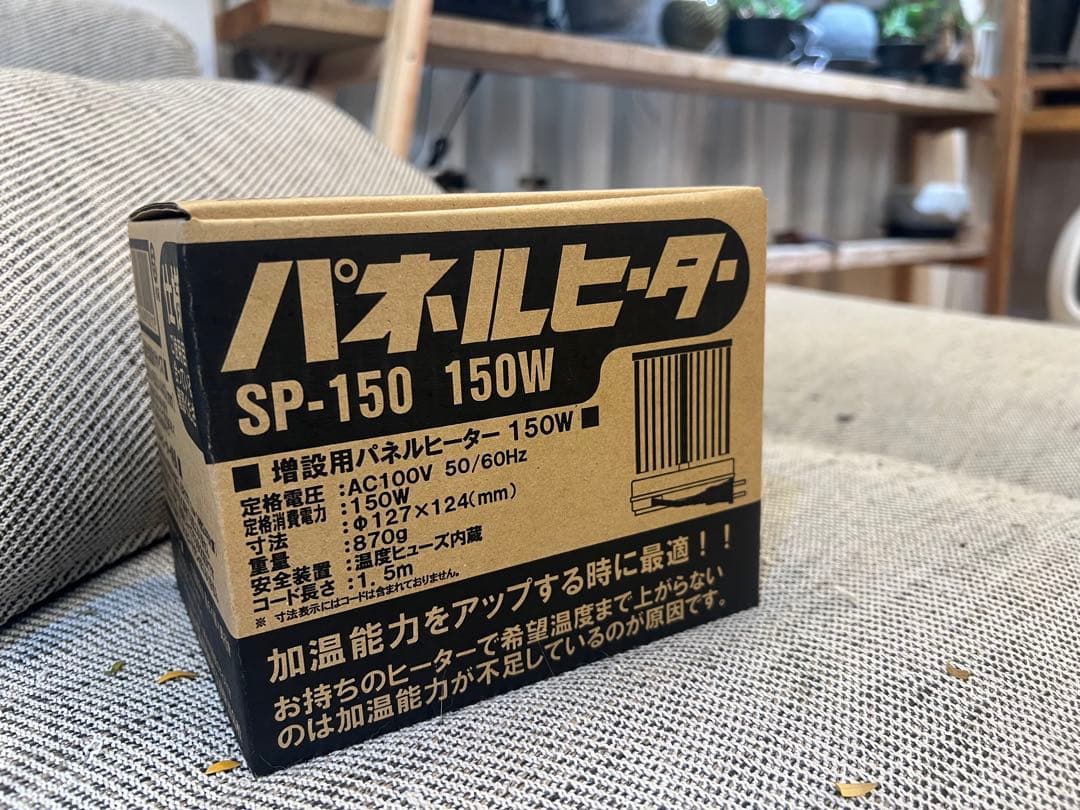 パネルヒーター
SP-150 150W
■ 増設用パネルヒーター 150W ■
定格電圧 :AC100V 50/60Hz
定格消費電力 :150W
寸法 :Φ127×124(mm)
重量 :870g
安全装置 :温度ヒューズ内蔵
コード長さ :1.5m
※ 寸法表示にはコードは含まれておりません。
加温能力をアップする時に最適！！
お持ちのヒーターで希望温度まで上がらない
のは加温能力が不足しているのが原因です。